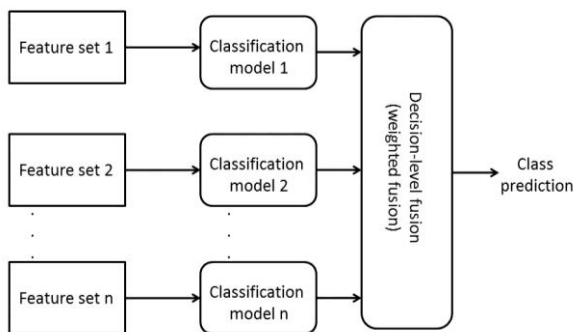 Feature set 1
Classification
model 1
Feature set 2
Classification
model 2
. .
. .
. .
Feature set n
Classification
model n
Decision-level fusion
(weighted fusion)
Class
prediction